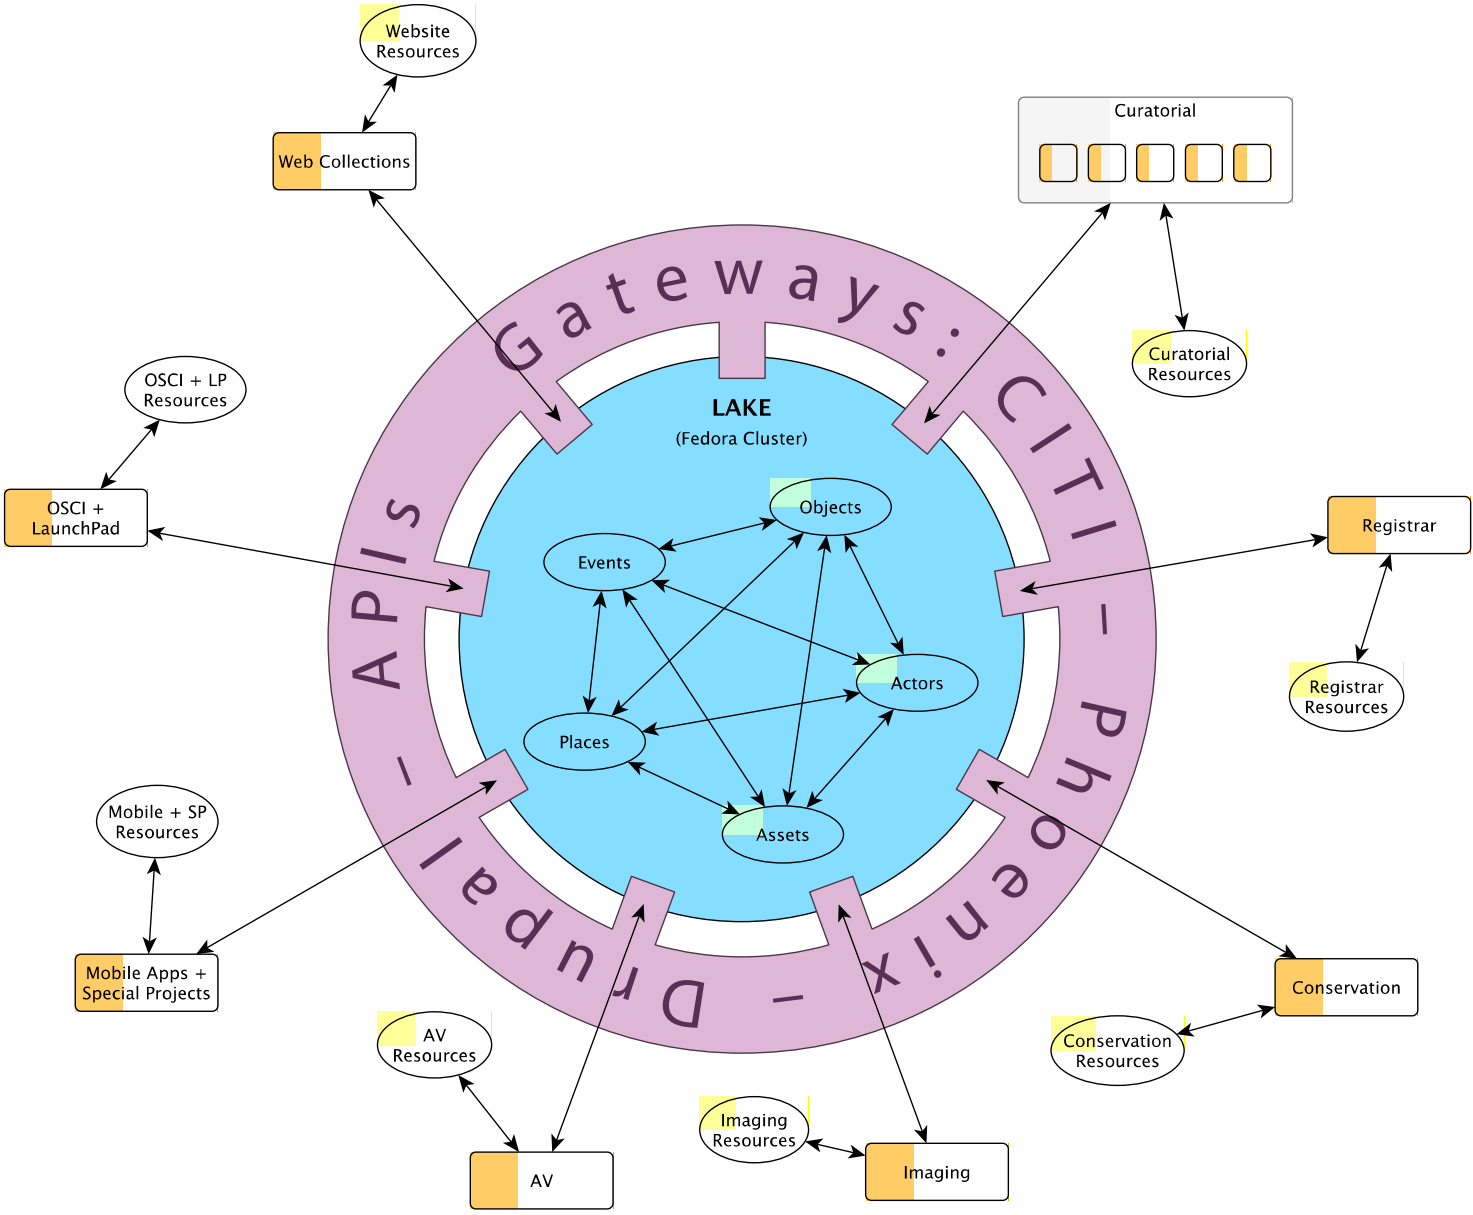 Website
Resources
Web Collections
Curatorial
Curatorial
Resources
Gateways: CITI – Phoenix – Drupal – APIs
OSCI + LP
Resources
OSCI +
LaunchPad
LAKE
(Fedora Cluster)
Objects
Events
Actors
Places
Assets
Registrar
Registrar
Resources
Mobile + SP
Resources
Mobile Apps +
Special Projects
Conservation
Conservation
Resources
AV
Resources
AV
Imaging
Resources
Imaging